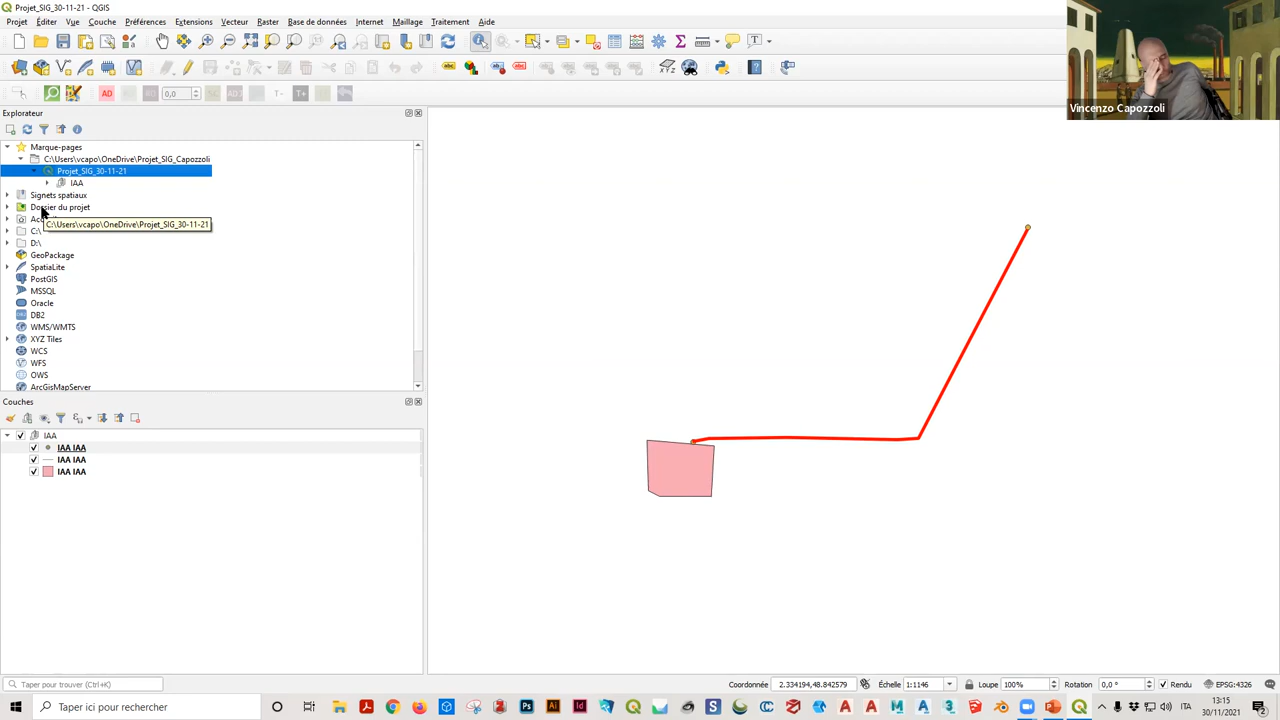 Projet_SIG_30-11-21 — QGIS
Projet Éditer Vue Couche Préférences Extensions Vecteur Raster Base de données Internet Maillage Traitement Aide
Vincenzo Capozzoli
Explorateur
Marque-pages
C:\Users\vcapo\OneDrive\Projet_SIG_Capozzoli
Projet_SIG_30-11-21
IAA
Signets spatiaux
Dossier du projet
C:\Users\vcapo\OneDrive\Projet_SIG_30-11-21
C:\
D:\
GeoPackage
SpatiaLite
PostGIS
MSSQL
Oracle
DB2
WMS/WMTS
XYZ Tiles
WCS
WFS
OWS
ArcGisMapServer
Couches
IAA
IAA IAA
IAA IAA
IAA IAA
Taper pour trouver (Ctrl+K)
Coordonnée 2.334194,48.842579 Échelle 1:1146 Loupe 100% Rotation 0,0 ° Rendu EPSG:4326
Taper ici pour rechercher
ITA
13:15
30/11/2021